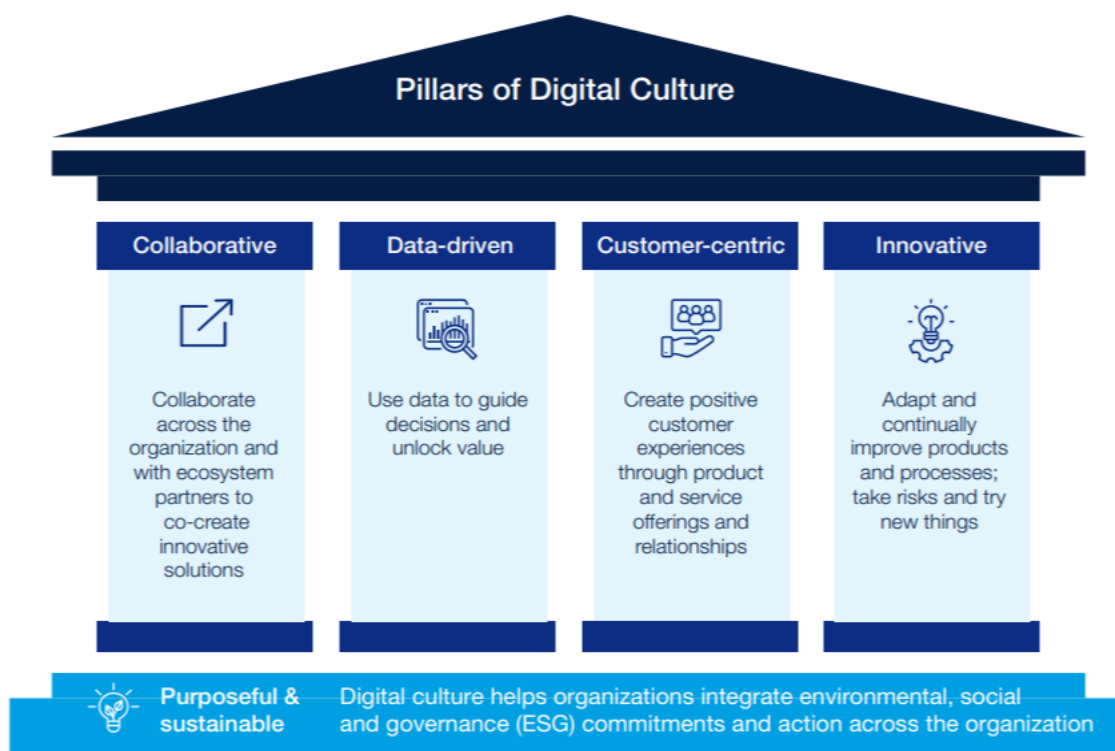 Pillars of Digital Culture
Collaborative
Collaborate
across the
organization and
with ecosystem
partners to
co-create
innovative
solutions
Data-driven
Use data to guide
decisions and
unlock value
Customer-centric
Create positive
customer
experiences
through product
and service
offerings and
relationships
Innovative
Adapt and
continually
improve products
and processes;
take risks and try
new things
Purposeful &
sustainable
Digital culture helps organizations integrate environmental, social
and governance (ESG) commitments and action across the organization